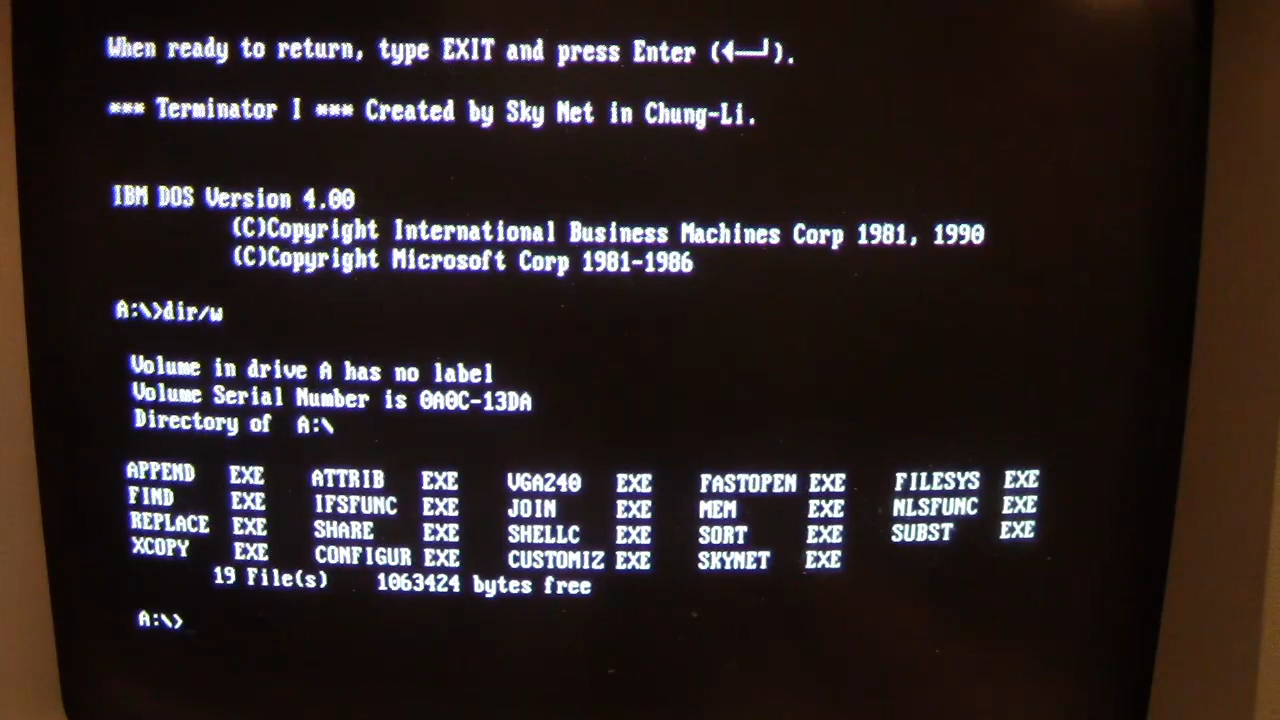 When ready to return, type EXIT and press Enter (◄─┘).
*** Terminator I *** Created by Sky Net in Chung-Li.
IBM DOS Version 4.00
(C)Copyright International Business Machines Corp 1981, 1990
(C)Copyright Microsoft Corp 1981-1986
A:\>dir/w
Volume in drive A has no label
Volume Serial Number is 0A0C-13DA
Directory of A:\
APPEND EXE ATTRIB EXE VGA240 EXE FASTOPEN EXE FILESYS EXE
FIND EXE IFSFUNC EXE JOIN EXE MEM EXE NLSFUNC EXE
REPLACE EXE SHARE EXE SHELLC EXE SORT EXE SUBST EXE
XCOPY EXE CONFIGUR EXE CUSTOMIZ EXE SKYNET EXE
19 File(s) 1063424 bytes free
A:\>